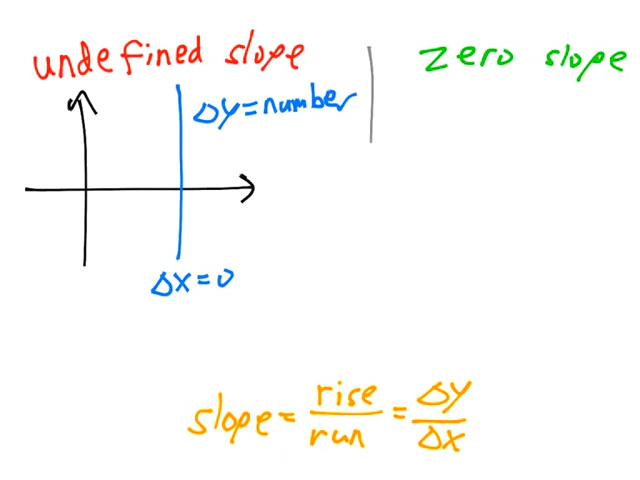 undefined slope
zero slope
ΔY=number
ΔX=0
slope = rise/run = ΔY/ΔX